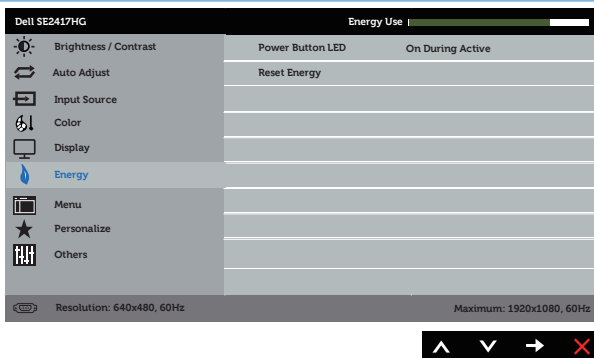 Dell SE2417HG Energy Use
Brightness / Contrast Power Button LED On During Active
Auto Adjust Reset Energy
Input Source
Color
Display
Energy
Menu
Personalize
Others
Resolution: 640x480, 60Hz Maximum: 1920x1080, 60Hz